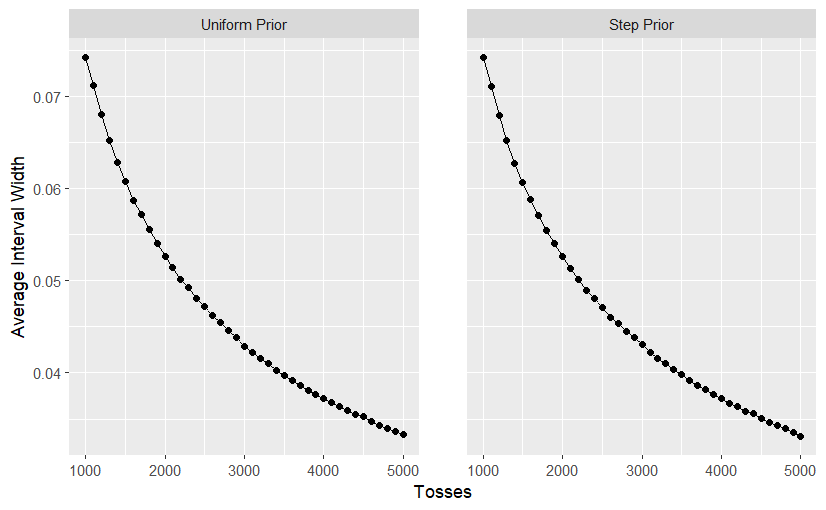 Uniform Prior
Step Prior
Average Interval Width
0.07
0.06
0.05
0.04
1000 2000 3000 4000 5000
1000 2000 3000 4000 5000
Tosses